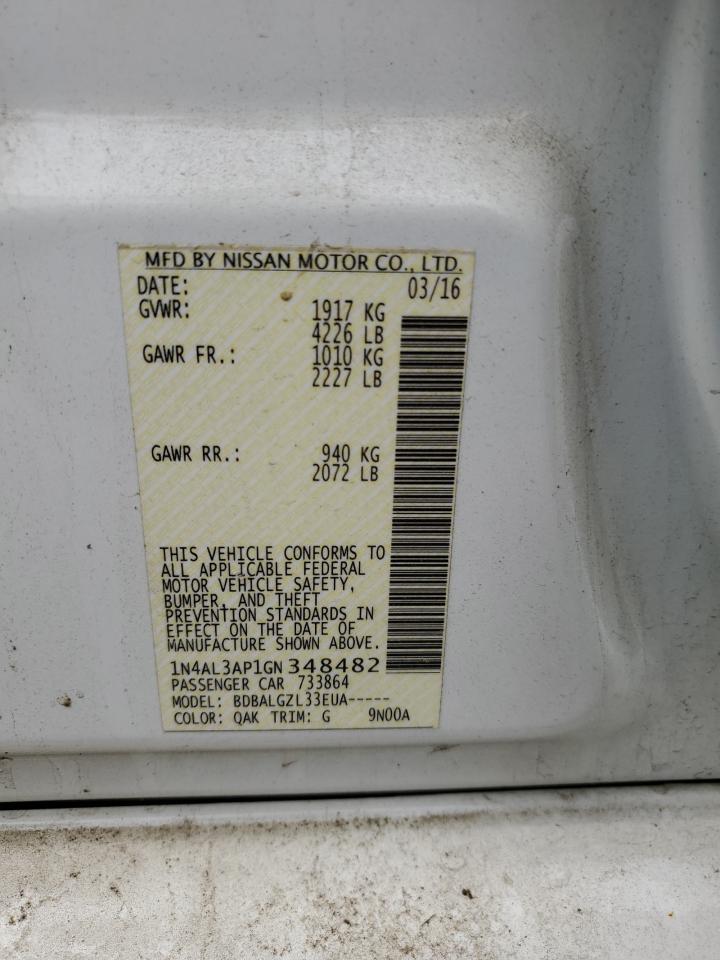 MFD BY NISSAN MOTOR CO., LTD.
DATE: 03/16
GVWR: 1917 KG
4226 LB
GAWR FR.: 1010 KG
2227 LB
GAWR RR.: 940 KG
2072 LB
THIS VEHICLE CONFORMS TO
ALL APPLICABLE FEDERAL
MOTOR VEHICLE SAFETY,
BUMPER, AND THEFT
PREVENTION STANDARDS IN
EFFECT ON THE DATE OF
MANUFACTURE SHOWN ABOVE.
1N4AL3AP1GN348482
PASSENGER CAR 733864
MODEL: BDBALGZL33EUA-----
COLOR: QAK TRIM: G 9N00A